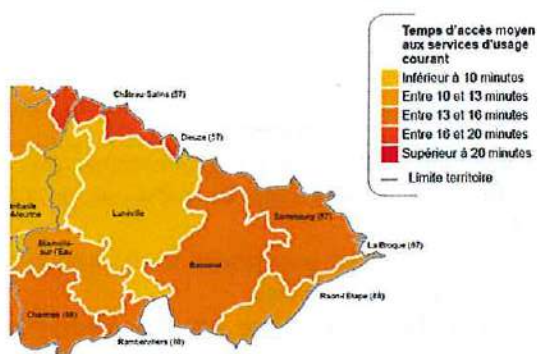 Temps d'accès moyen
aux services d'usage
courant
Inférieur à 10 minutes
Entre 10 et 13 minutes
Entre 13 et 16 minutes
Entre 16 et 20 minutes
Supérieur à 20 minutes
Limite territoire
Château-Salins (57)
Dieuze (57)
Lunéville
Sarrebourg (57)
La Broque (67)
Blainville-
sur-l'Eau
Baccarat
Raon-l'Étape (88)
Charmes (88)
Rambervillers (88)